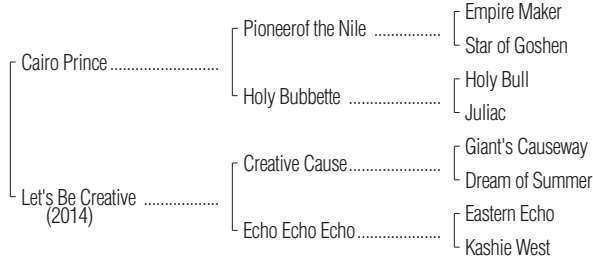 Empire Maker
Pioneerof the Nile ................
Star of Goshen
Cairo Prince ..........................
Holy Bull
Holy Bubbette ......................
Juliac
Giant's Causeway
Creative Cause ......................
Dream of Summer
Let's Be Creative ..................
(2014)
Eastern Echo
Echo Echo Echo ....................
Kashie West